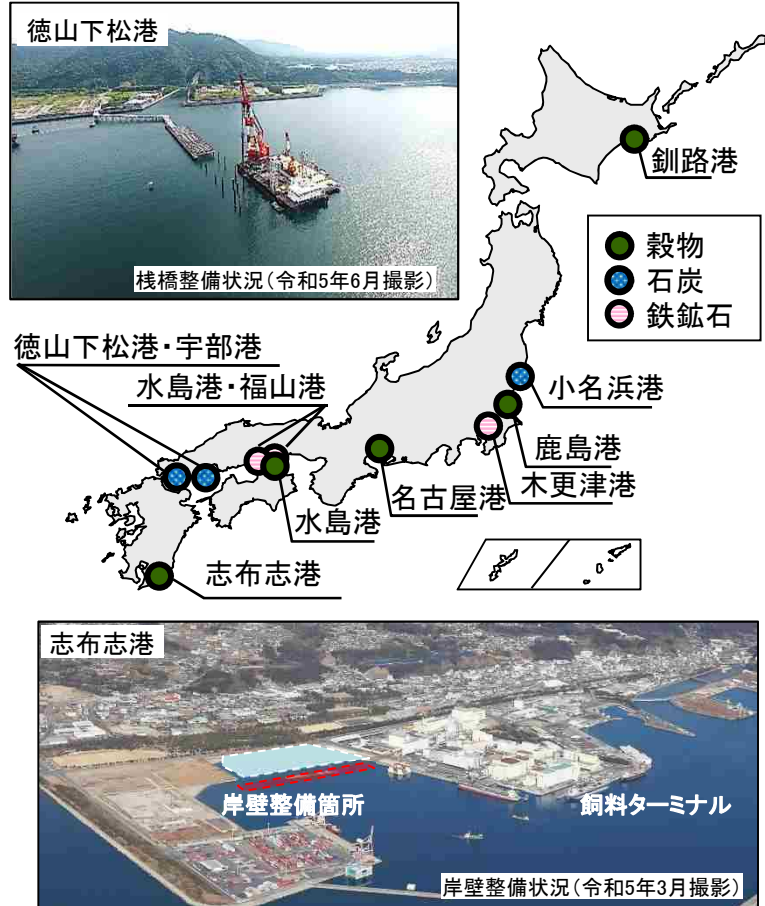 徳山下松港
桟橋整備状況(令和5年6月撮影)
釧路港
穀物
石炭
鉄鉱石
徳山下松港・宇部港
水島港・福山港
小名浜港
鹿島港
木更津港
名古屋港
水島港
志布志港
志布志港
岸壁整備箇所
飼料ターミナル
岸壁整備状況(令和5年3月撮影)